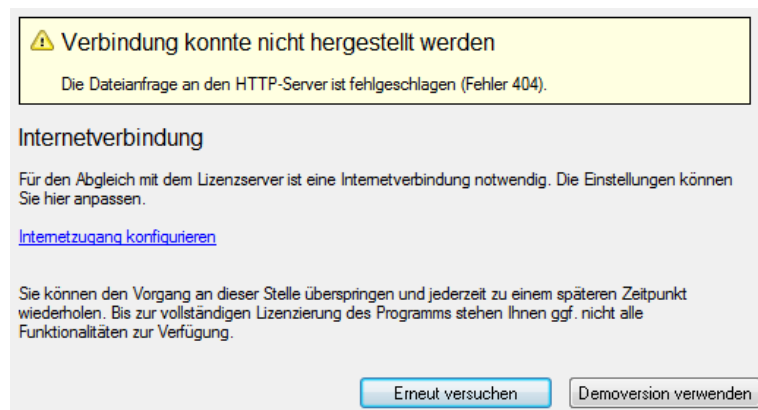 Verbindung konnte nicht hergestellt werden
Die Dateianfrage an den HTTP-Server ist fehlgeschlagen (Fehler 404).
Internetverbindung
Für den Abgleich mit dem Lizenzserver ist eine Internetverbindung notwendig. Die Einstellungen können
Sie hier anpassen.
Internetzugang konfigurieren
Sie können den Vorgang an dieser Stelle überspringen und jederzeit zu einem späteren Zeitpunkt
wiederholen. Bis zur vollständigen Lizenzierung des Programms stehen Ihnen ggf. nicht alle
Funktionalitäten zur Verfügung.
Erneut versuchen
Demoversion verwenden